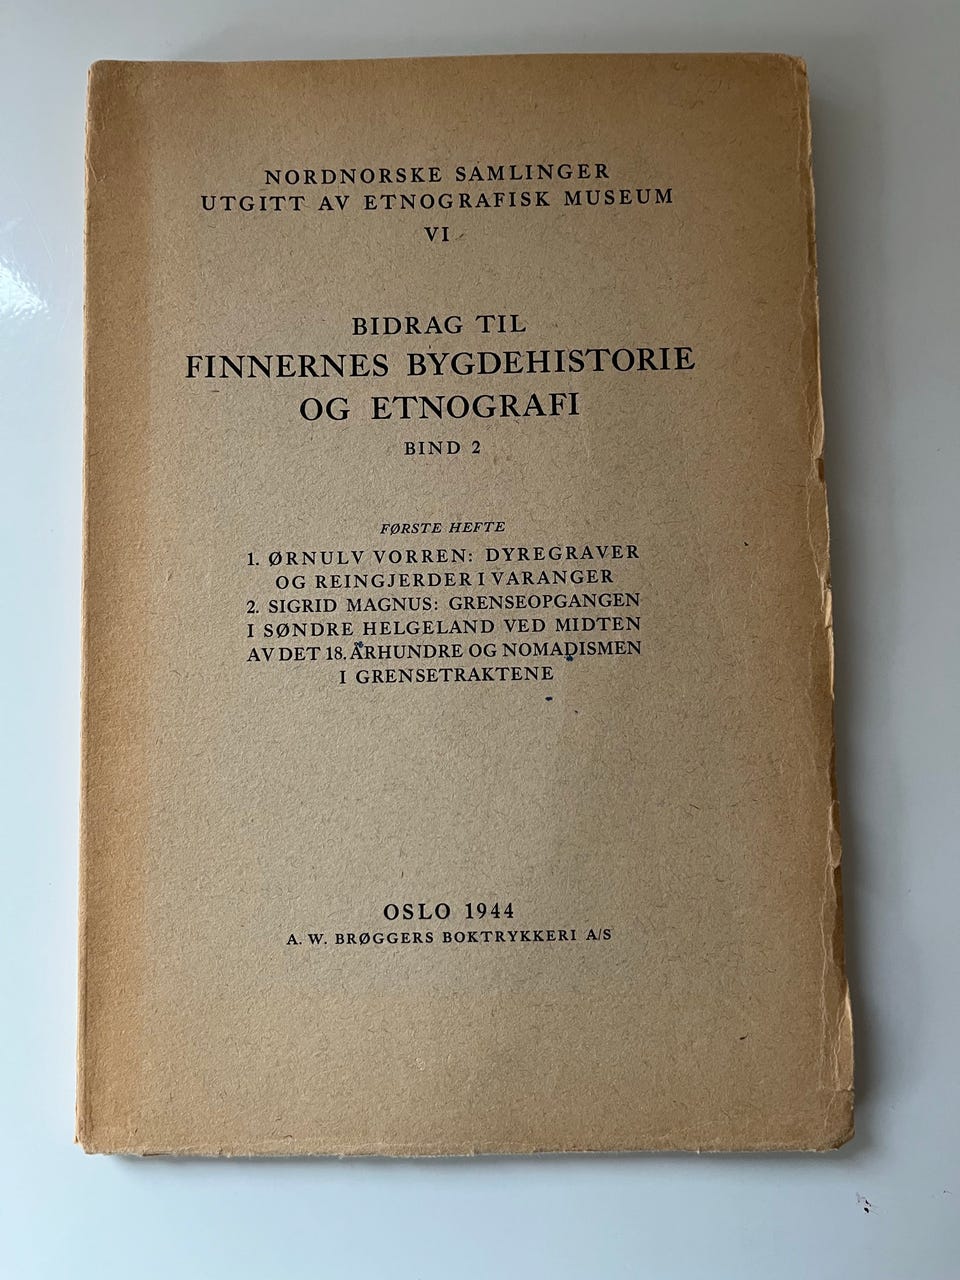 NORDNORSKE SAMLINGER
UTGITT AV ETNOGRAFISK MUSEUM
VI
BIDRAG TIL
FINNERNES BYGDEHISTORIE
OG ETNOGRAFI
BIND 2
FØRSTE HEFTE
1. ØRNULV VORREN: DYREGRAVER
OG REINGJERDER I VARANGER
2. SIGRID MAGNUS: GRENSEOPGANGEN
I SØNDRE HELGELAND VED MIDTEN
AV DET 18. ÅRHUNDRE OG NOMADISMEN
I GRENSETRAKTENE
OSLO 1944
A. W. BRØGGERS BOKTRYKKERI A/S